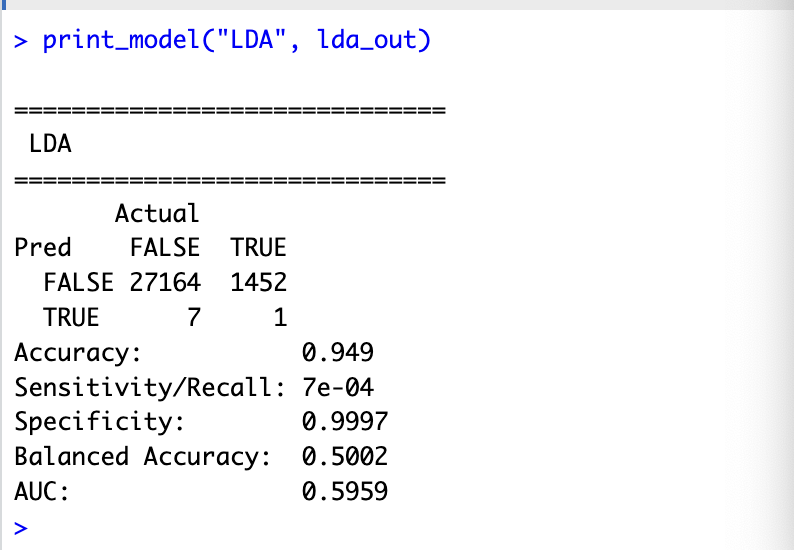 > print_model("LDA", lda_out)
==============================
 LDA
==============================
       Actual
Pred    FALSE  TRUE
  FALSE 27164  1452
  TRUE      7     1
Accuracy:           0.949
Sensitivity/Recall: 7e-04
Specificity:        0.9997
Balanced Accuracy:  0.5002
AUC:                0.5959
>